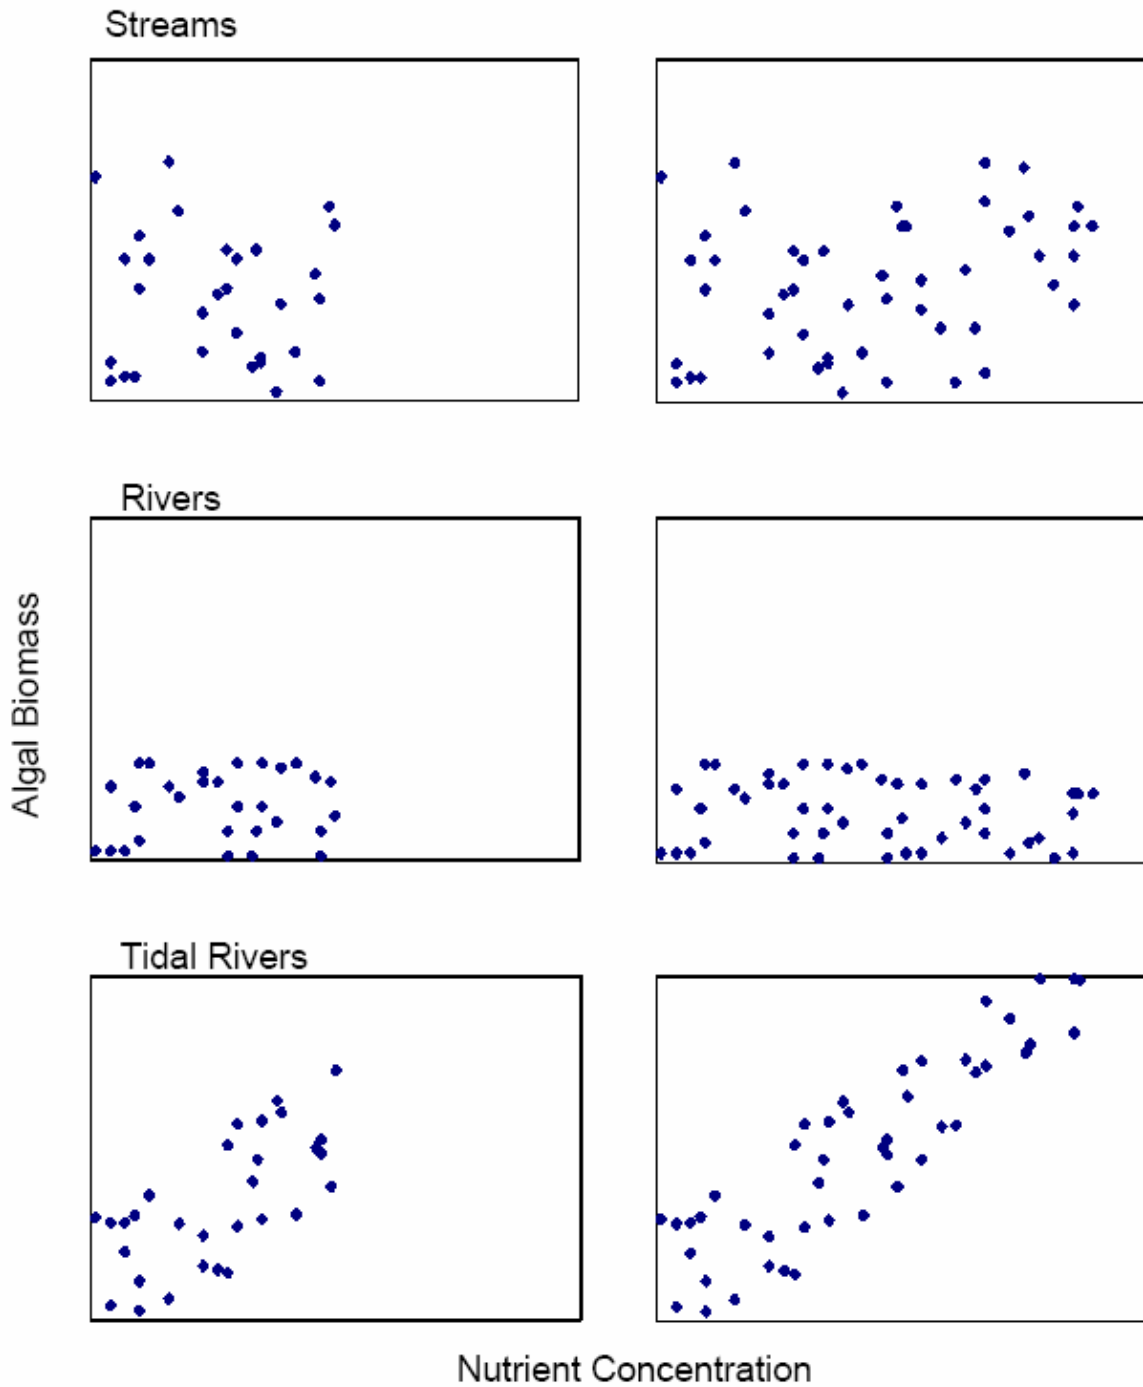 Streams
Rivers
Algal Biomass
Tidal Rivers
Nutrient Concentration